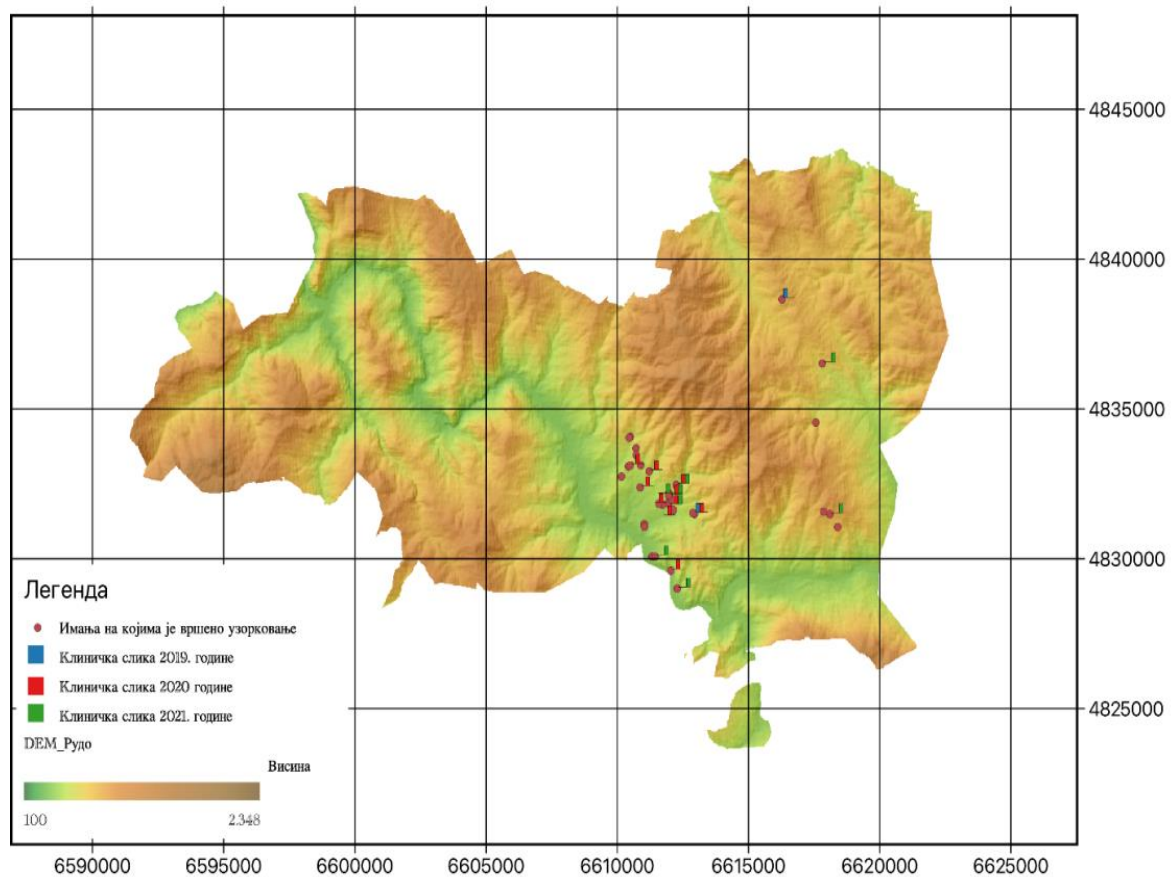 4845000
4840000
4835000
4830000
4825000
Легенда
Имања на којима је вршено узорковање
Клиничка слика 2019. године
Клиничка слика 2020 године
Клиничка слика 2021. године
DEM_Рудо
Висина
100 2.348
6590000 6595000 6600000 6605000 6610000 6615000 6620000 6625000